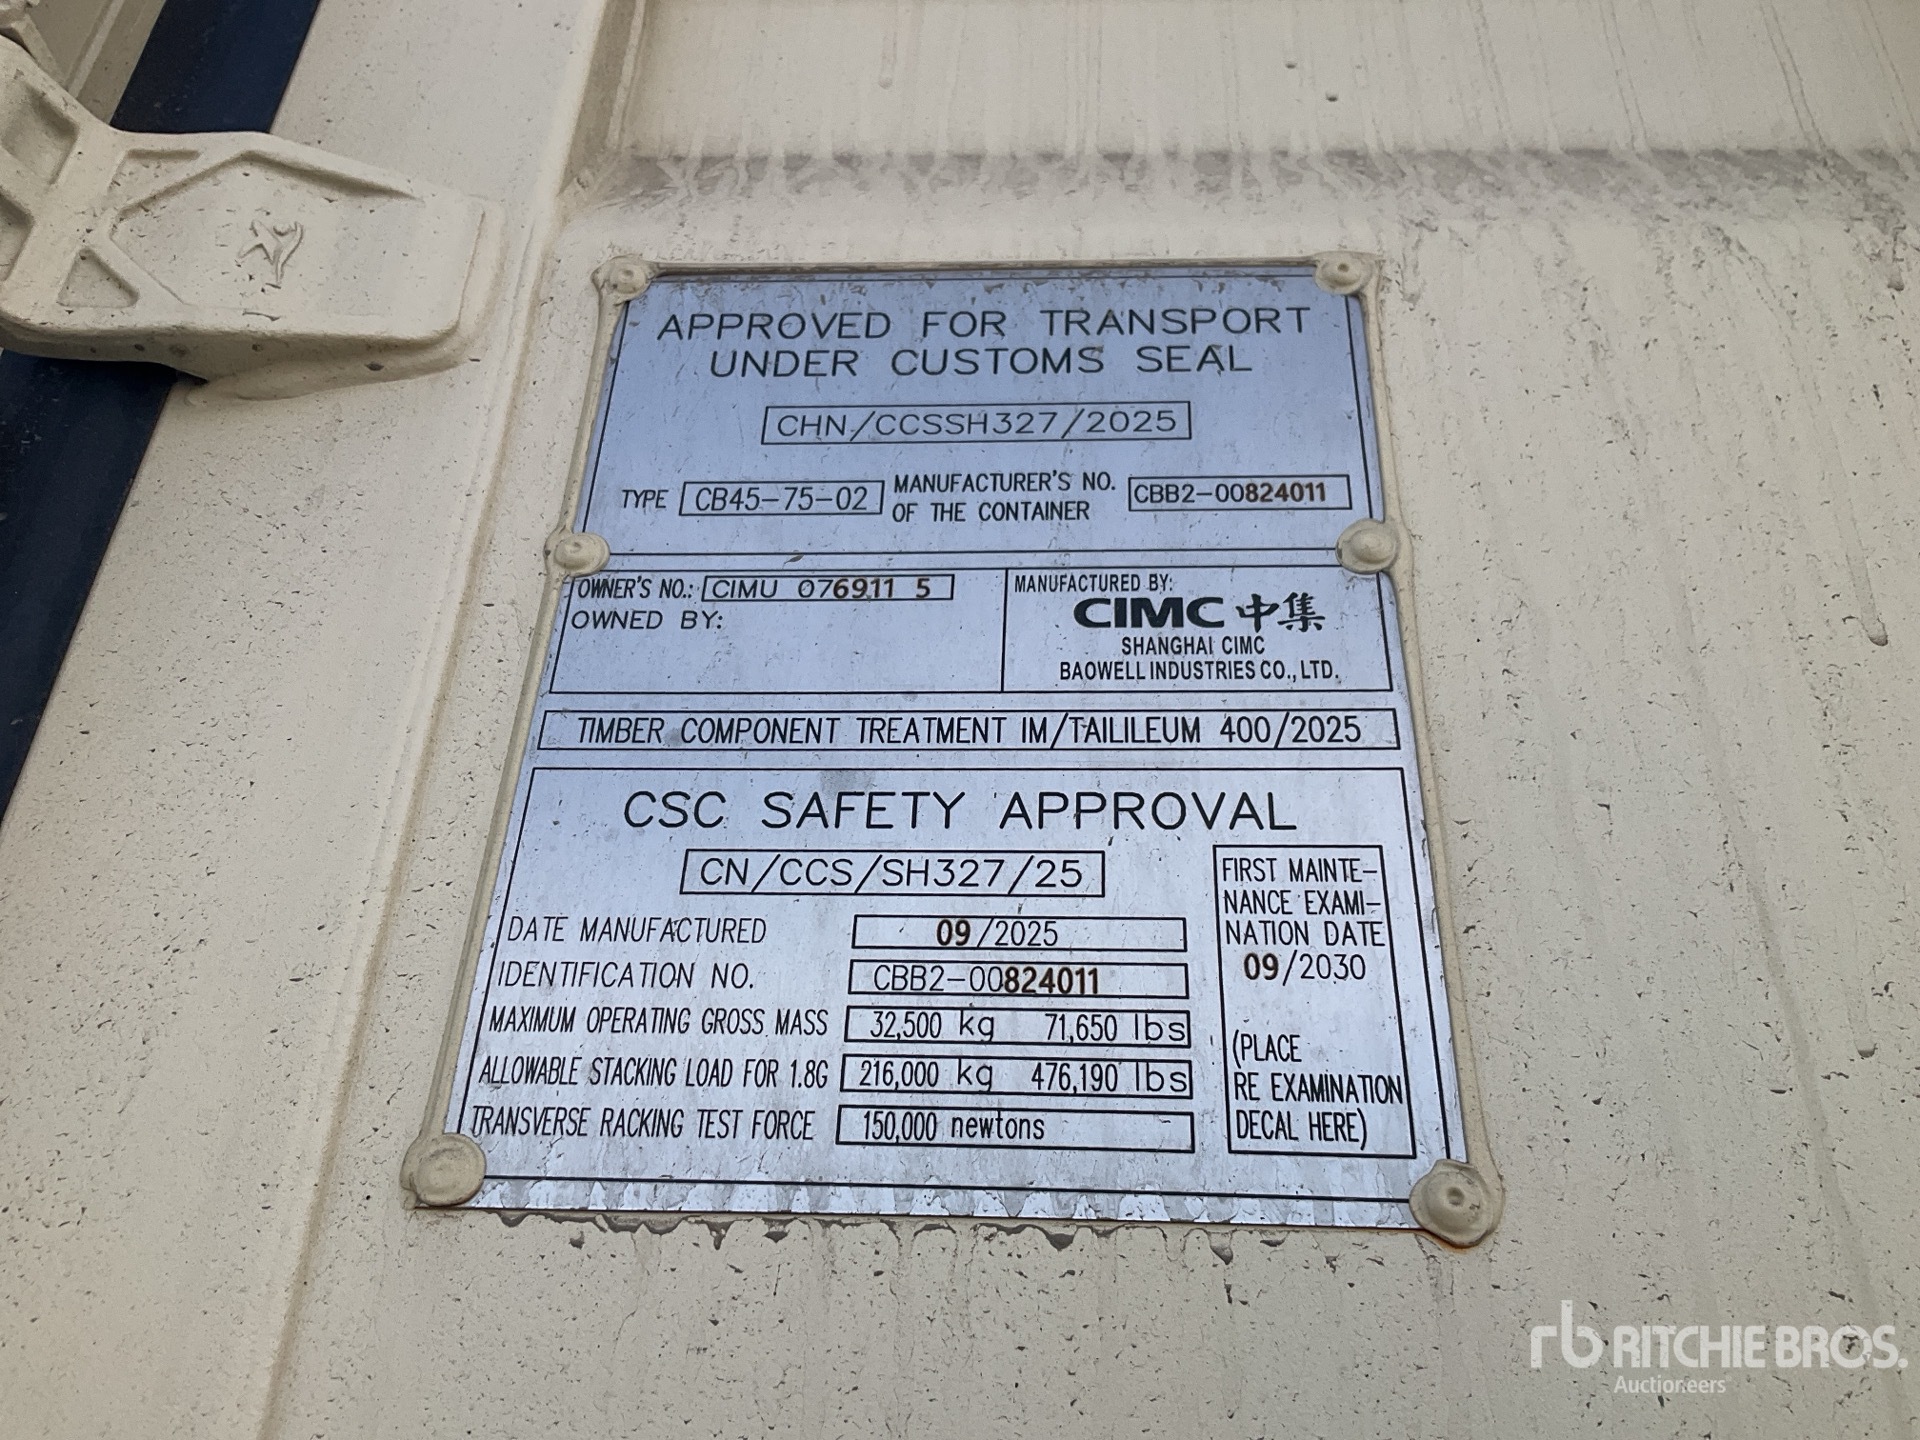 APPROVED FOR TRANSPORT
UNDER CUSTOMS SEAL
CHN/CCSSH327/2025
TYPE CB45-75-02 MANUFACTURER'S NO. OF THE CONTAINER CBB2-00824011
OWNER'S NO.: CIMU 076911 5
OWNED BY:
MANUFACTURED BY:
CIMC 中集
SHANGHAI CIMC
BAOWELL INDUSTRIES CO., LTD.
TIMBER COMPONENT TREATMENT IM/TAILILEUM 400/2025
CSC SAFETY APPROVAL
CN/CCS/SH327/25
DATE MANUFACTURED 09/2025
IDENTIFICATION NO. CBB2-00824011
MAXIMUM OPERATING GROSS MASS 32,500 kg 71,650 lbs
ALLOWABLE STACKING LOAD FOR 1.8G 216,000 kg 476,190 lbs
TRANSVERSE RACKING TEST FORCE 150,000 newtons
FIRST MAINTE-
NANCE EXAMI-
NATION DATE
09/2030
(PLACE
RE EXAMINATION
DECAL HERE)
rb RITCHIE BROS.
Auctioneers